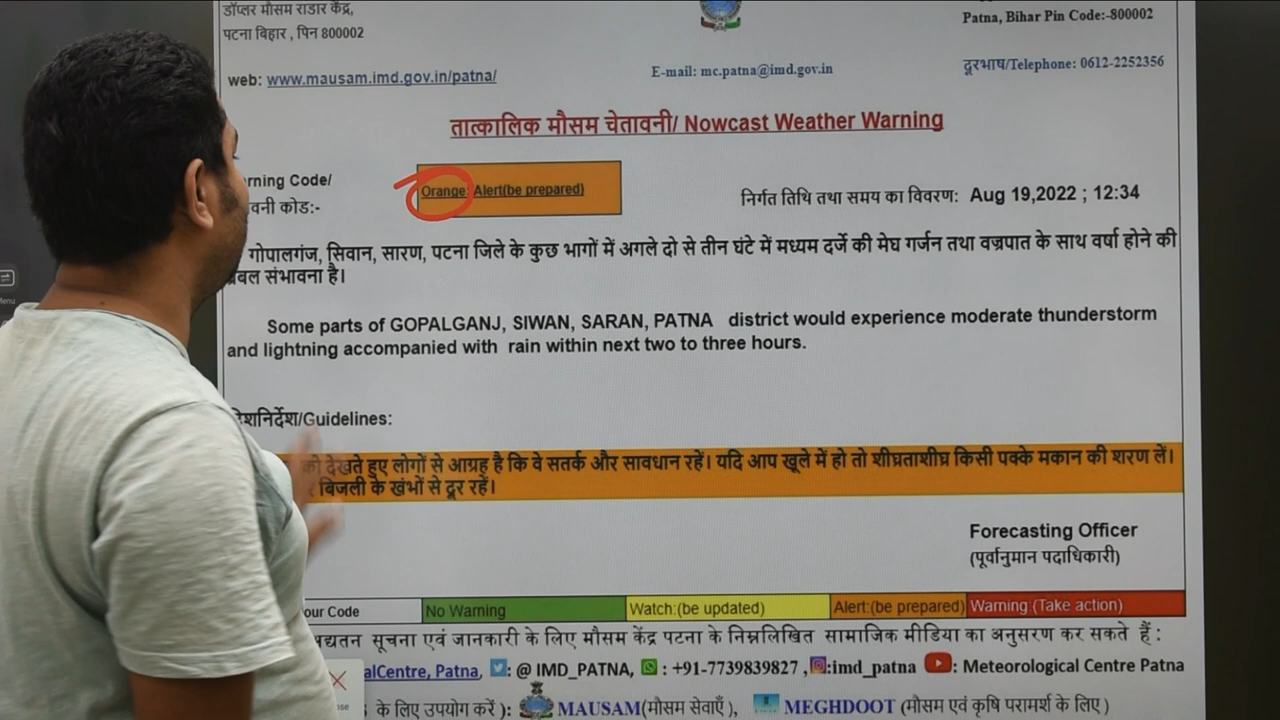 डॉप्लर मौसम राडार केंद्र,
पटना बिहार , पिन 800002
Patna, Bihar Pin Code:-800002
web: www.mausam.imd.gov.in/patna/
E-mail: mc.patna@imd.gov.in
दूरभाष/Telephone: 0612-2252356
तात्कालिक मौसम चेतावनी/ Nowcast Weather Warning
rning Code/
वनी कोड:-
Orange: Alert(be prepared)
निर्गत तिथि तथा समय का विवरण: Aug 19,2022 ; 12:34
गोपालगंज, सिवान, सारण, पटना जिले के कुछ भागों में अगले दो से तीन घंटे में मध्यम दर्जे की मेघ गर्जन तथा वज्रपात के साथ वर्षा होने की
प्रबल संभावना है।
Some parts of GOPALGANJ, SIWAN, SARAN, PATNA district would experience moderate thunderstorm
and lightning accompanied with rain within next two to three hours.
दिशनिर्देश/Guidelines:
को देखते हुए लोगों से आग्रह है कि वे सतर्क और सावधान रहें। यदि आप खूले में हो तो शीघ्रताशीघ्र किसी पक्के मकान की शरण लें।
बिजली के खंभों से दूर रहें।
Forecasting Officer
(पूर्वानुमान पदाधिकारी)
our Code
No Warning
Watch:(be updated)
Alert:(be prepared)
Warning:(Take action)
द्यतन सूचना एवं जानकारी के लिए मौसम केंद्र पटना के निम्नलिखित सामाजिक मीडिया का अनुसरण कर सकते हैं :
alCentre, Patna, : @ IMD_PATNA, : +91-7739839827 , :imd_patna : Meteorological Centre Patna
के लिए उपयोग करें ): MAUSAM(मौसम सेवाएँ ), MEGHDOOT (मौसम एवं कृषि परामर्श के लिए )